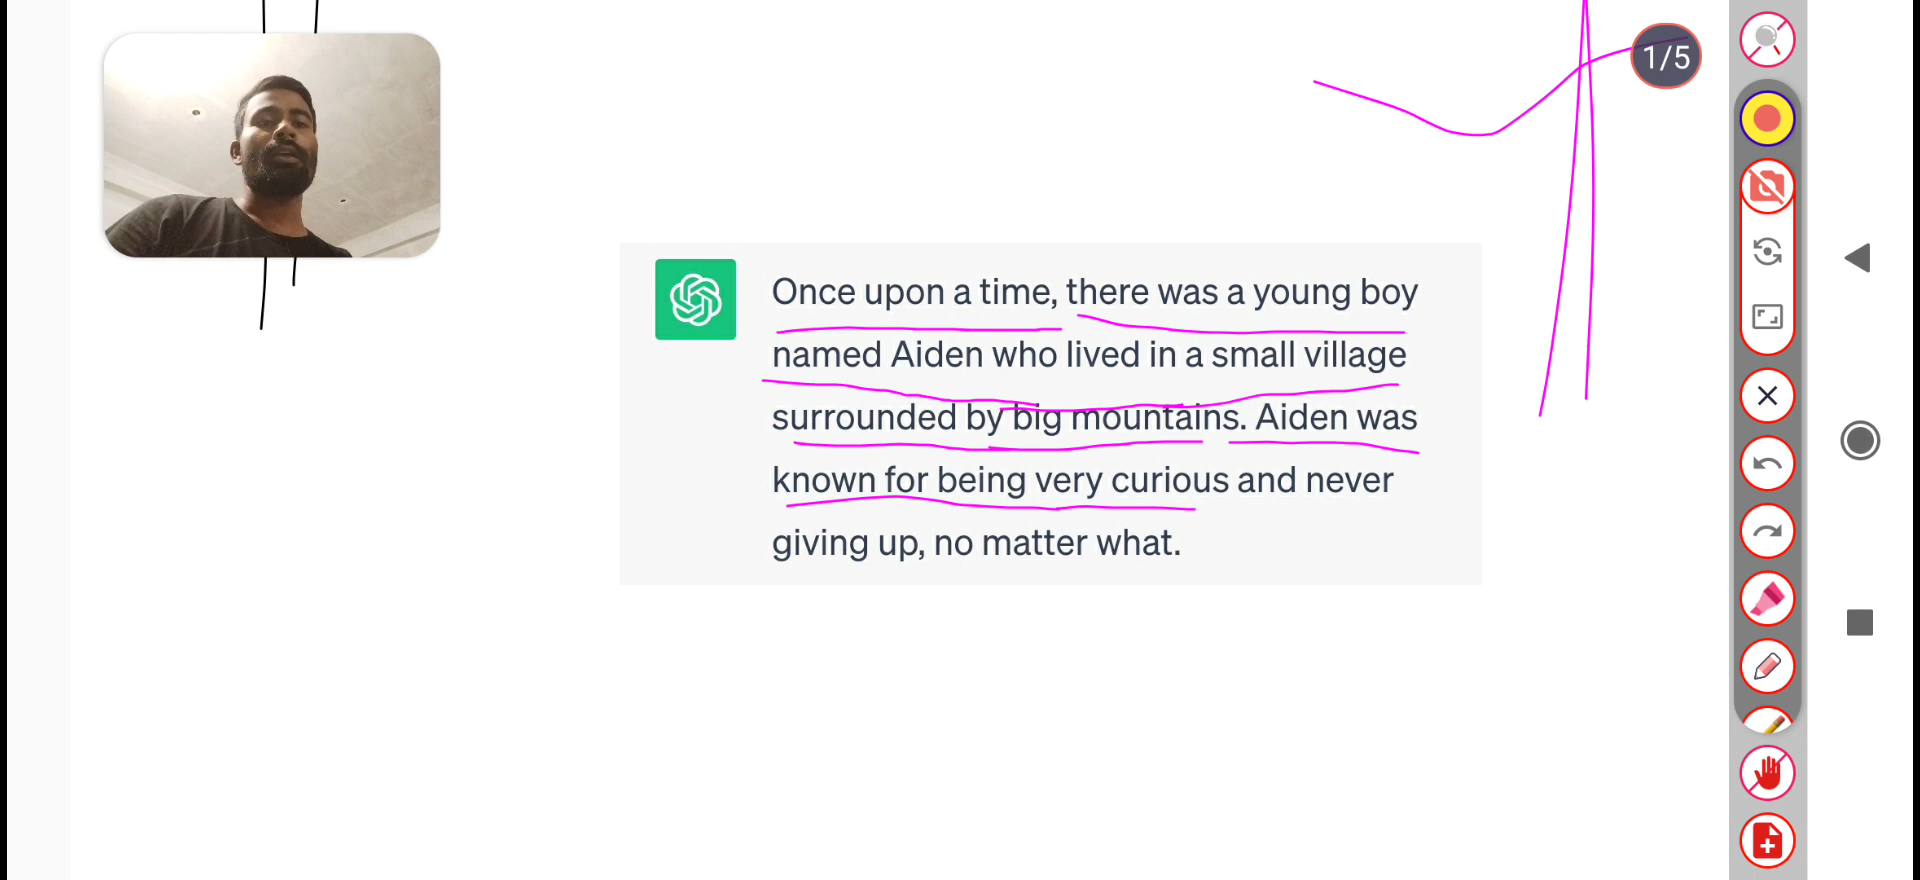 1/5
Once upon a time, there was a young boy
named Aiden who lived in a small village
surrounded by big mountains. Aiden was
known for being very curious and never
giving up, no matter what.